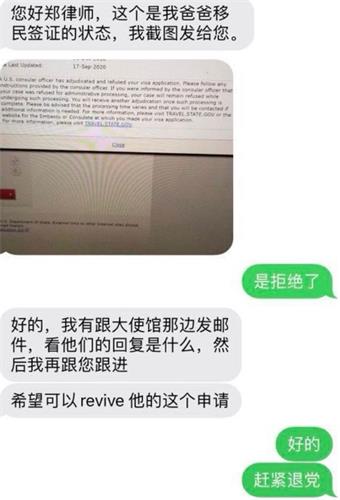 您好郑律师，这个是我爸爸移
民签证的状态，我截图发给您。
Last Updated:
17-Sep-2020
A U.S. consular officer has adjudicated and refused your visa application. Please follow any
instructions provided by the consular officer. If you were informed by the consular officer that
your case was refused for administrative processing, your case will remain refused while
undergoing such processing. You will receive another adjudication once such processing is
complete. Please be advised that the processing time varies and that you will be contacted if
additional information is needed. For more information, please visit TRAVEL.STATE.GOV or the
website for the Embassy or Consulate at which you made your visa application.
For more information, please visit TRAVEL.STATE.GOV.
Close
是拒绝了
好的，我有跟大使馆那边发邮
件，看他们的回复是什么，然
后我再跟您跟进
希望可以revive 他的这个申请
好的
赶紧退党